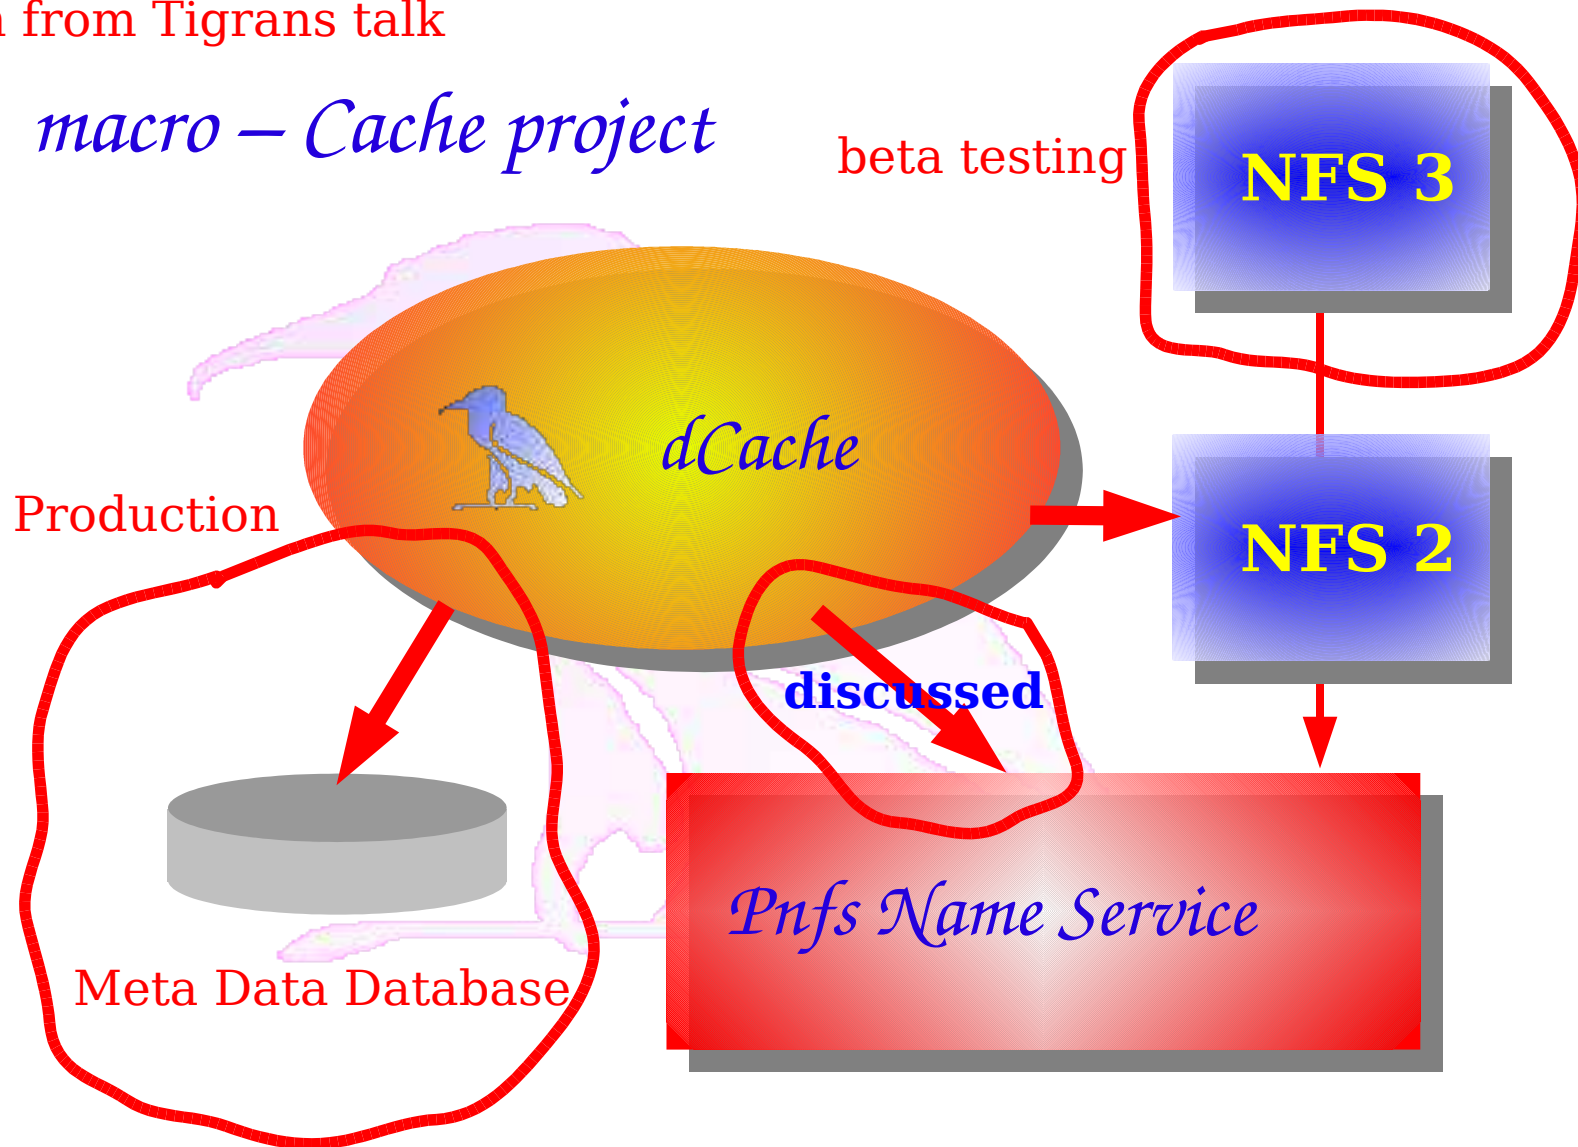 from Tigrans talk
macro – Cache project
beta testing
NFS 3
dCache
Production
NFS 2
discussed
Pnfs Name Service
Meta Data Database